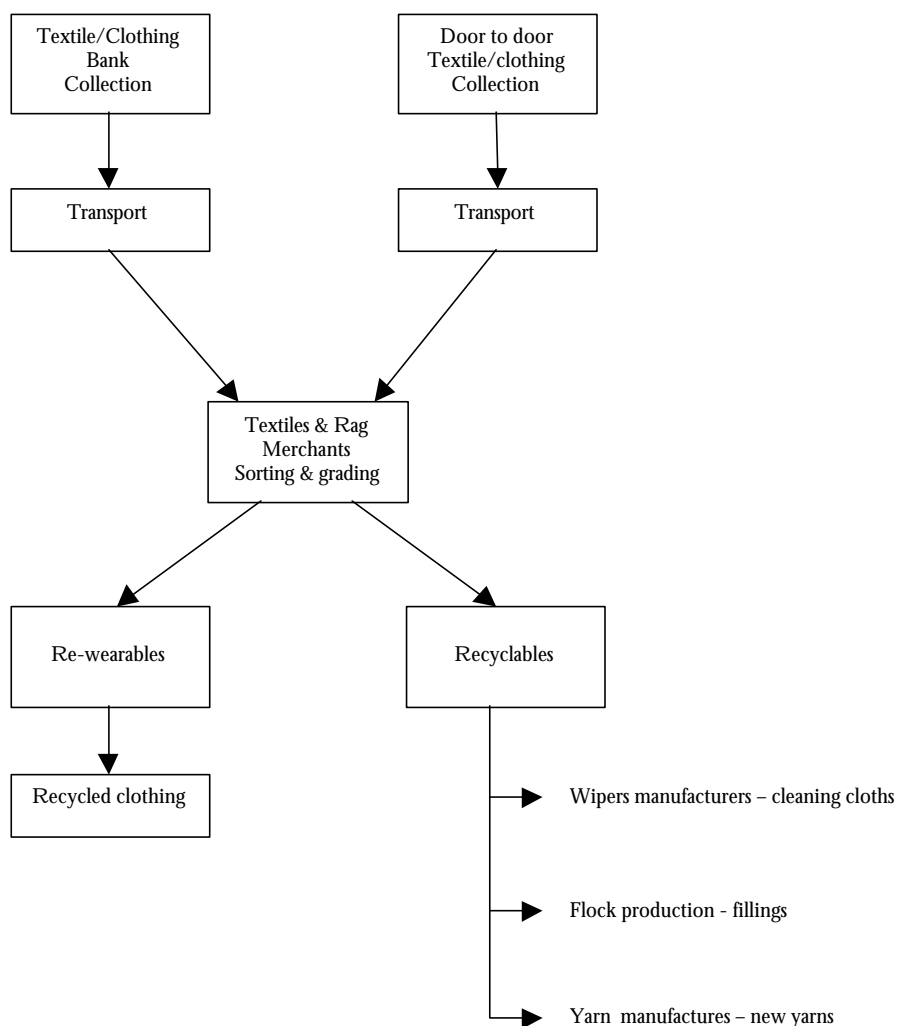 Textile/Clothing
Bank
Collection
Door to door
Textile/clothing
Collection
Transport
Transport
Textiles & Rag
Merchants
Sorting & grading
Re-wearables
Recyclables
Recycled clothing
Wipers manufacturers – cleaning cloths
Flock production - fillings
Yarn manufactures – new yarns